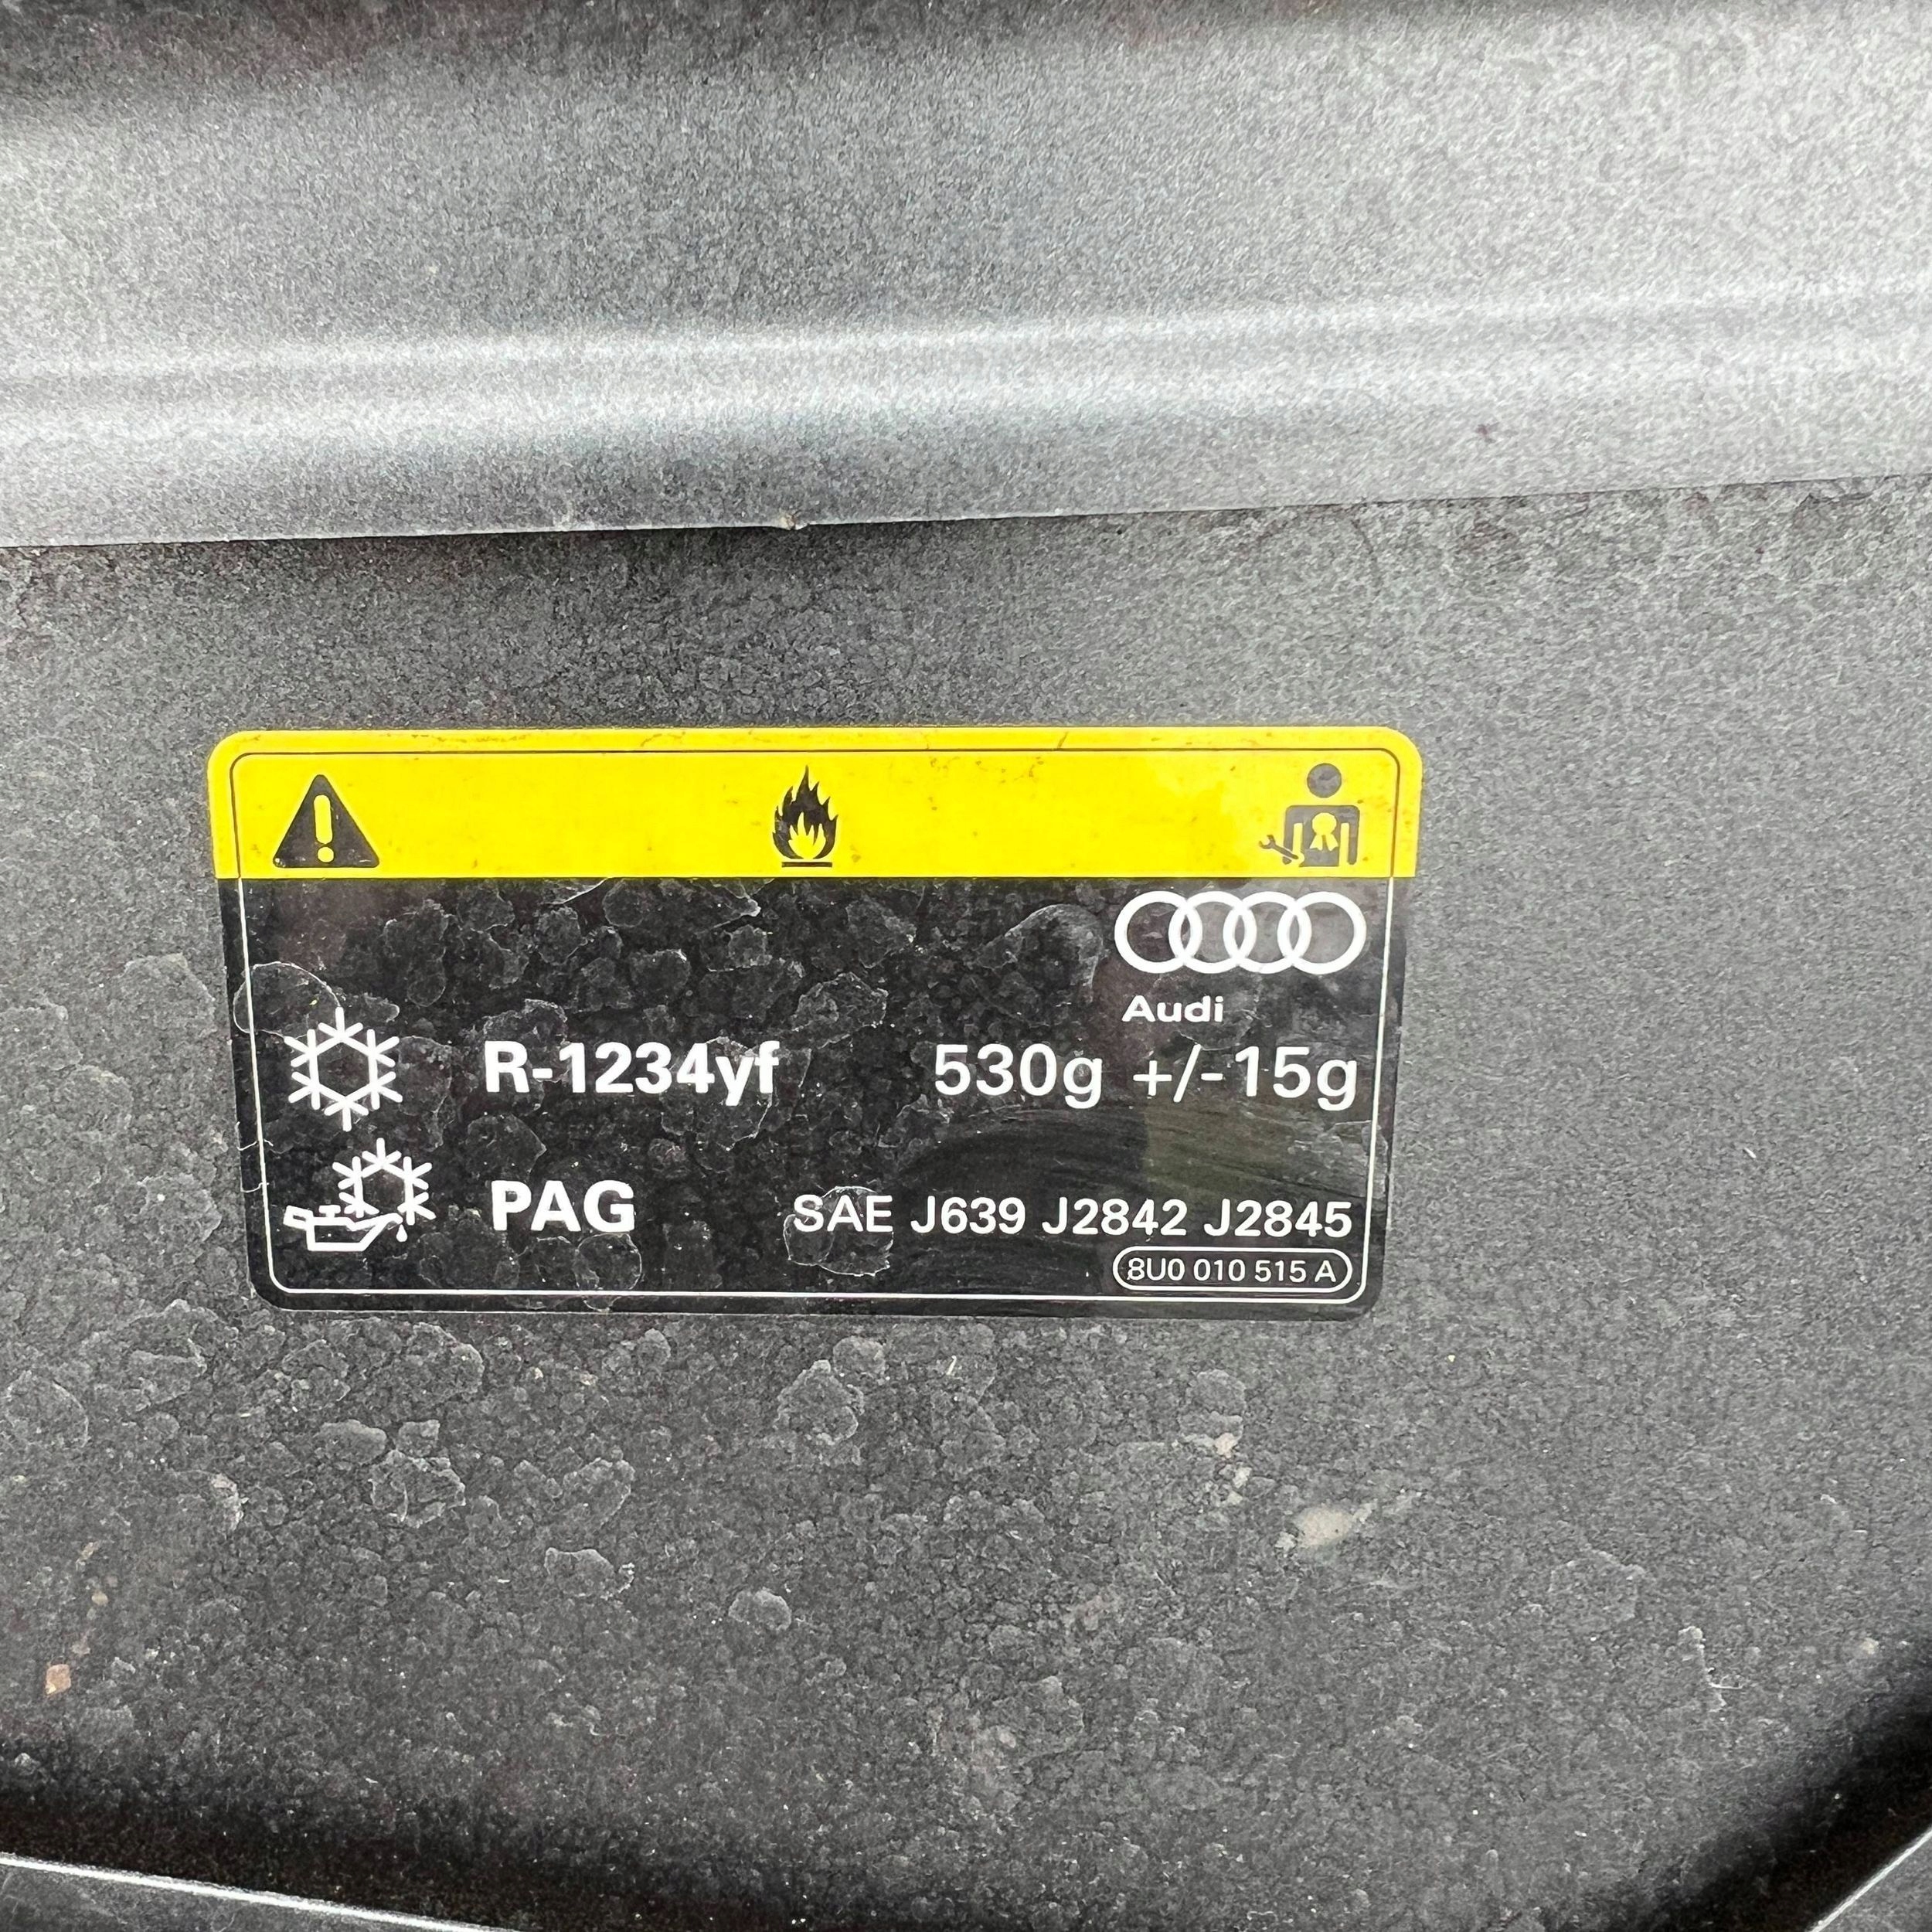 Audi
R-1234yf 530g +/-15g
PAG SAE J639 J2842 J2845
8U0 010 515 A